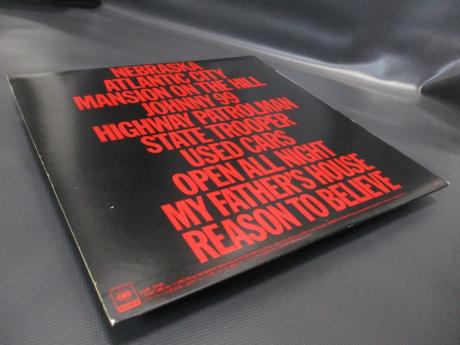 NEBRASKA
ATLANTIC CITY
MANSION ON THE HILL
JOHNNY 99
HIGHWAY PATROLMAN
STATE TROOPER
USED CARS
OPEN ALL NIGHT
MY FATHER'S HOUSE
REASON TO BELIEVE